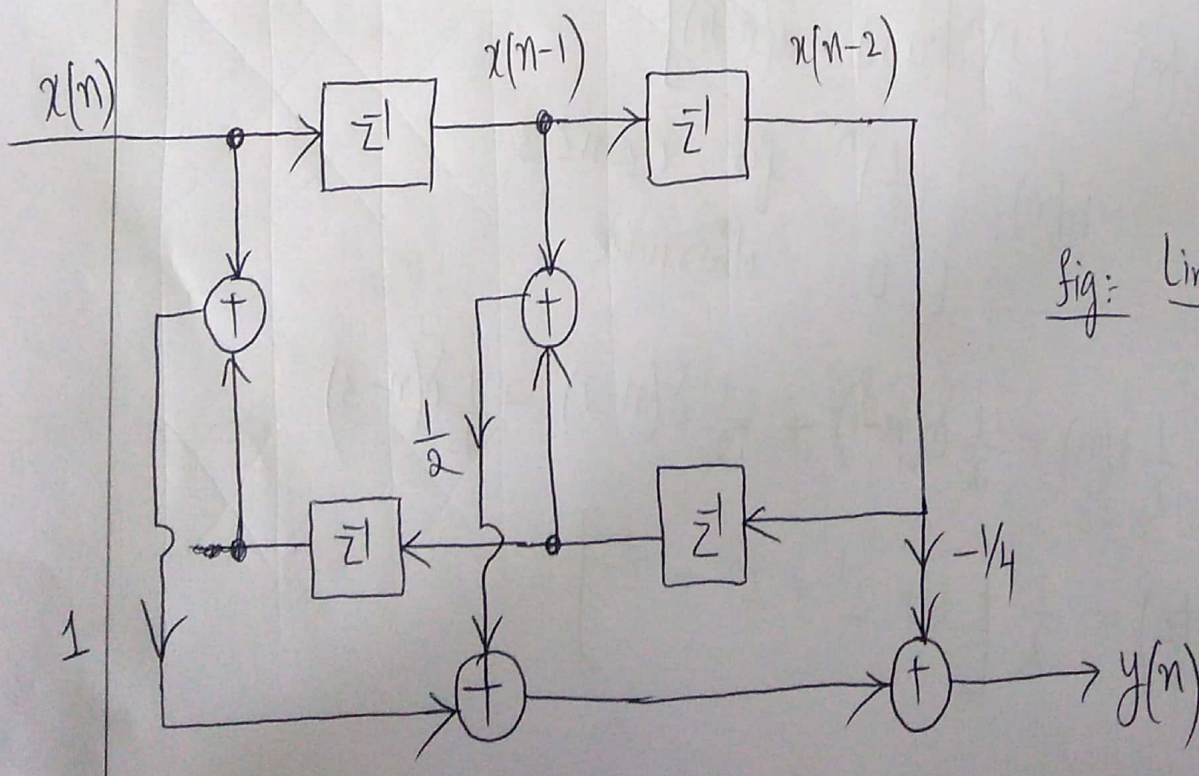 x(n)
x(n-1)
x(n-2)
z⁻¹
z⁻¹
+
+
fig:-
1/2
z⁻¹
z⁻¹
-1/4
1
+
+
y(n)